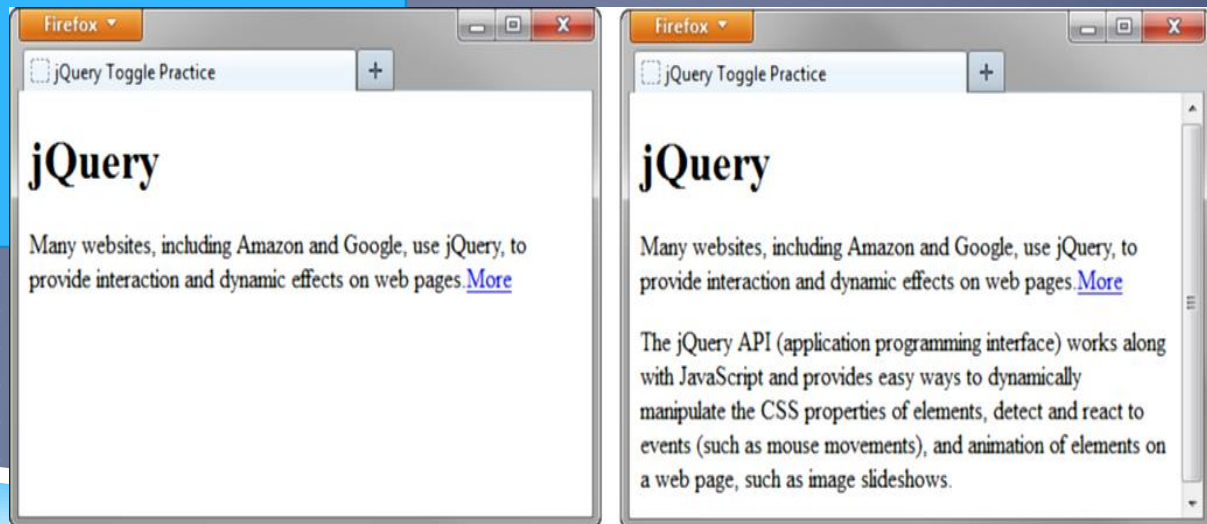 Firefox
jQuery Toggle Practice
jQuery
Many websites, including Amazon and Google, use jQuery, to
provide interaction and dynamic effects on web pages.More
Firefox
jQuery Toggle Practice
jQuery
Many websites, including Amazon and Google, use jQuery, to
provide interaction and dynamic effects on web pages.More
The jQuery API (application programming interface) works along
with JavaScript and provides easy ways to dynamically
manipulate the CSS properties of elements, detect and react to
events (such as mouse movements), and animation of elements on
a web page, such as image slideshows.